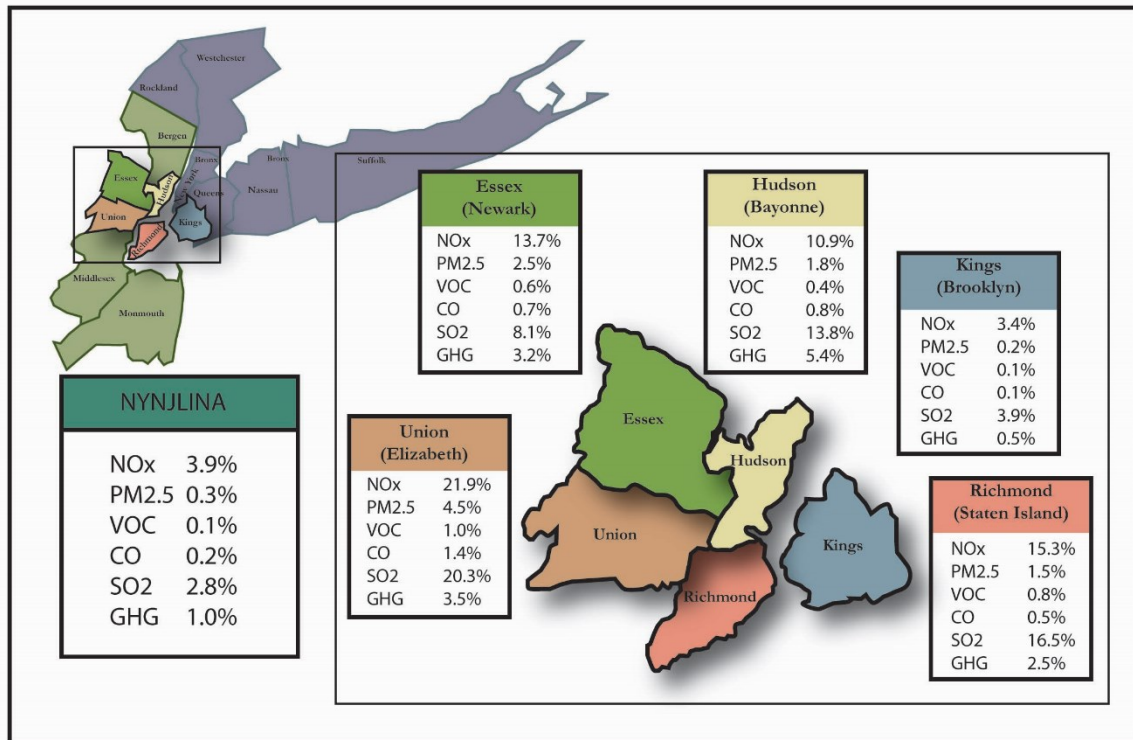 Westchester
Rockland
Bergen
Bronx
Essex
Hudson
New York
Queens
Nassau
Bronx
Suffolk
Union
Richmond
Kings
Middlesex
Monmouth
NYNJLINA
NOx 3.9%
PM2.5 0.3%
VOC 0.1%
CO 0.2%
SO2 2.8%
GHG 1.0%
Essex
(Newark)
NOx 13.7%
PM2.5 2.5%
VOC 0.6%
CO 0.7%
SO2 8.1%
GHG 3.2%
Hudson
(Bayonne)
NOx 10.9%
PM2.5 1.8%
VOC 0.4%
CO 0.8%
SO2 13.8%
GHG 5.4%
Kings
(Brooklyn)
NOx 3.4%
PM2.5 0.2%
VOC 0.1%
CO 0.1%
SO2 3.9%
GHG 0.5%
Union
(Elizabeth)
NOx 21.9%
PM2.5 4.5%
VOC 1.0%
CO 1.4%
SO2 20.3%
GHG 3.5%
Richmond
(Staten Island)
NOx 15.3%
PM2.5 1.5%
VOC 0.8%
CO 0.5%
SO2 16.5%
GHG 2.5%
Essex
Hudson
Union
Kings
Richmond